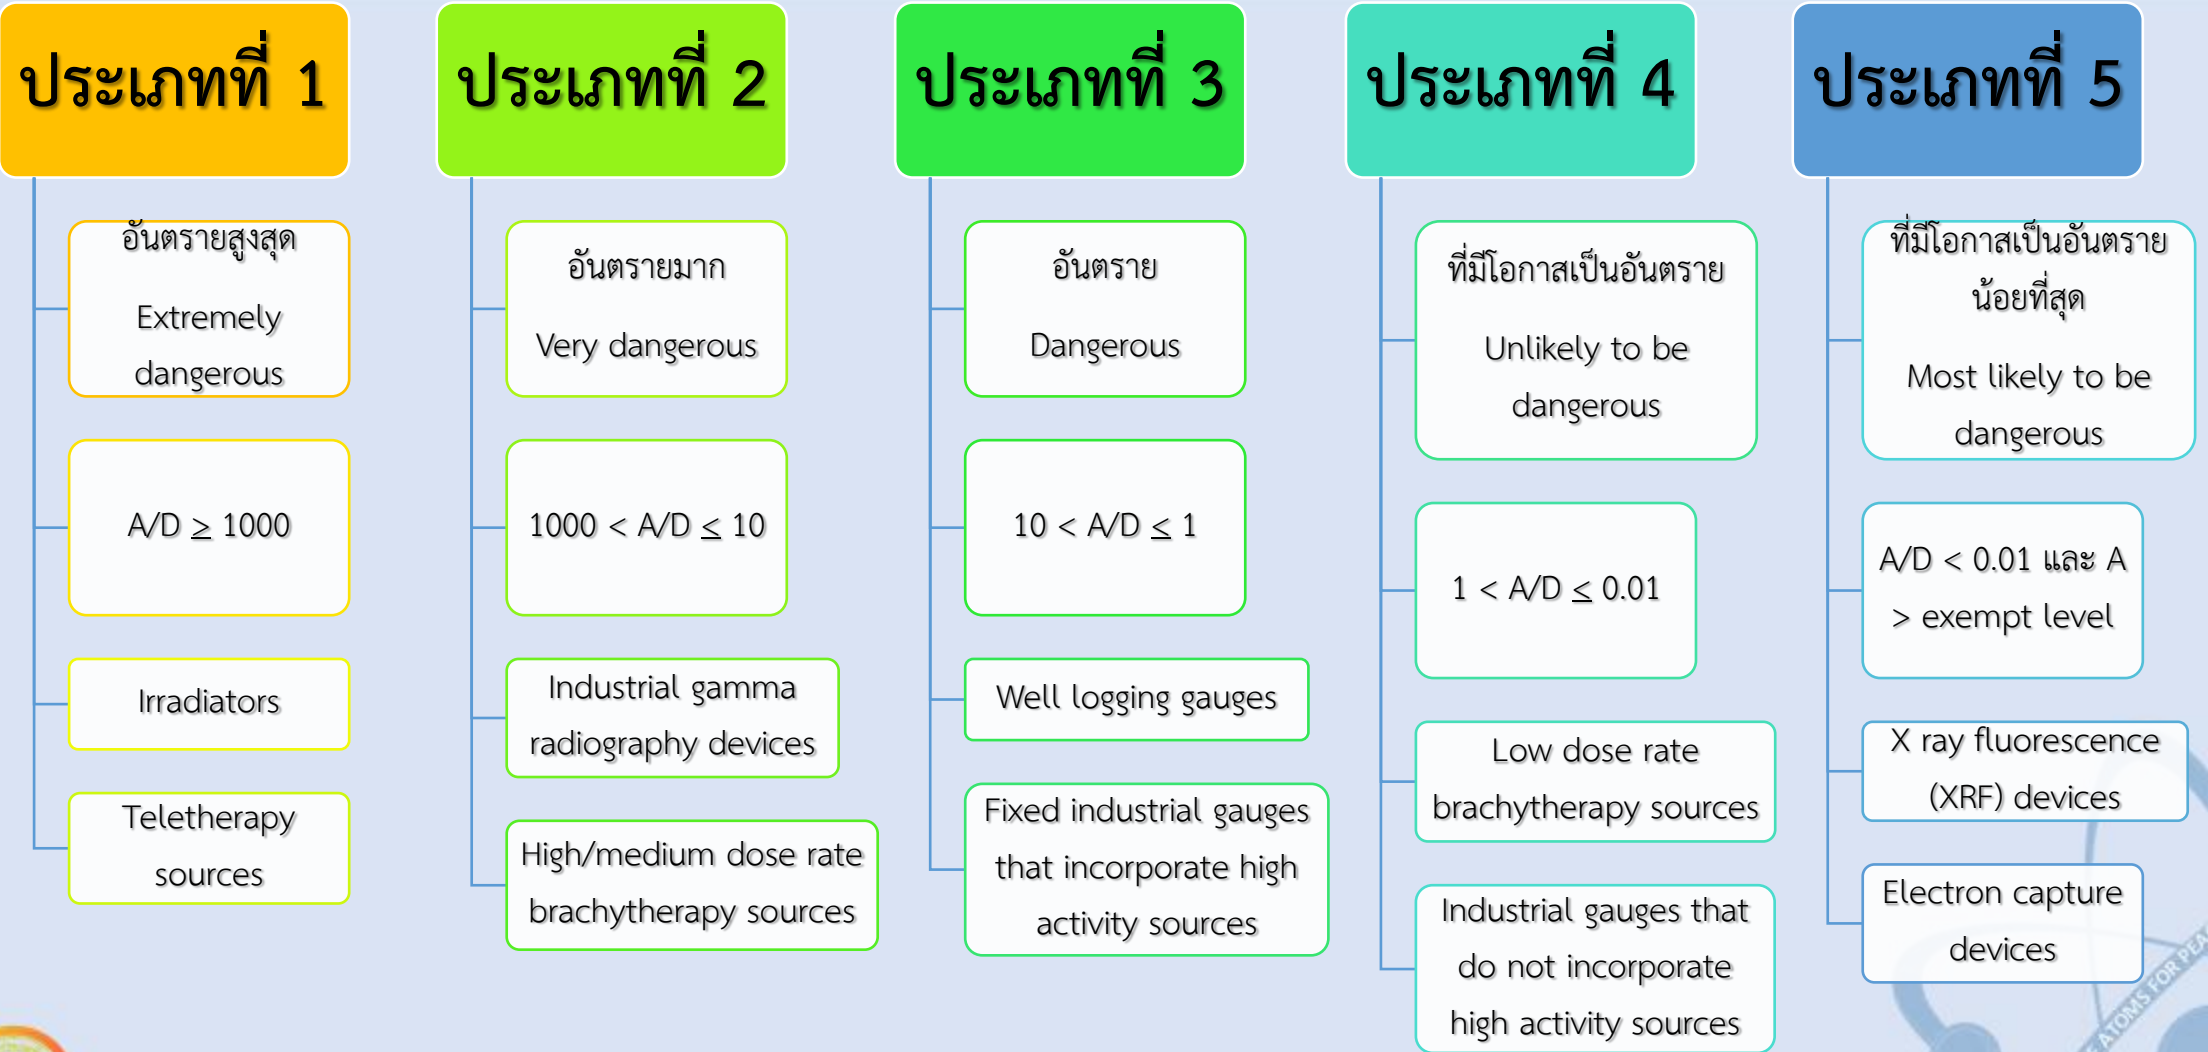 ประเภทที่ 1
อันตรายสูงสุด
Extremely
dangerous
A/D ≥ 1000
Irradiators
Teletherapy
sources
ประเภทที่ 2
อันตรายมาก
Very dangerous
1000 < A/D ≤ 10
Industrial gamma
radiography devices
High/medium dose rate
brachytherapy sources
ประเภทที่ 3
อันตราย
Dangerous
10 < A/D ≤ 1
Well logging gauges
Fixed industrial gauges
that incorporate high
activity sources
ประเภทที่ 4
ที่มีโอกาสเป็นอันตราย
Unlikely to be
dangerous
1 < A/D ≤ 0.01
Low dose rate
brachytherapy sources
Industrial gauges that
do not incorporate
high activity sources
ประเภทที่ 5
ที่มีโอกาสเป็นอันตราย
น้อยที่สุด
Most likely to be
dangerous
A/D < 0.01 และ A
> exempt level
X ray fluorescence
(XRF) devices
Electron capture
devices
ATOMS FOR